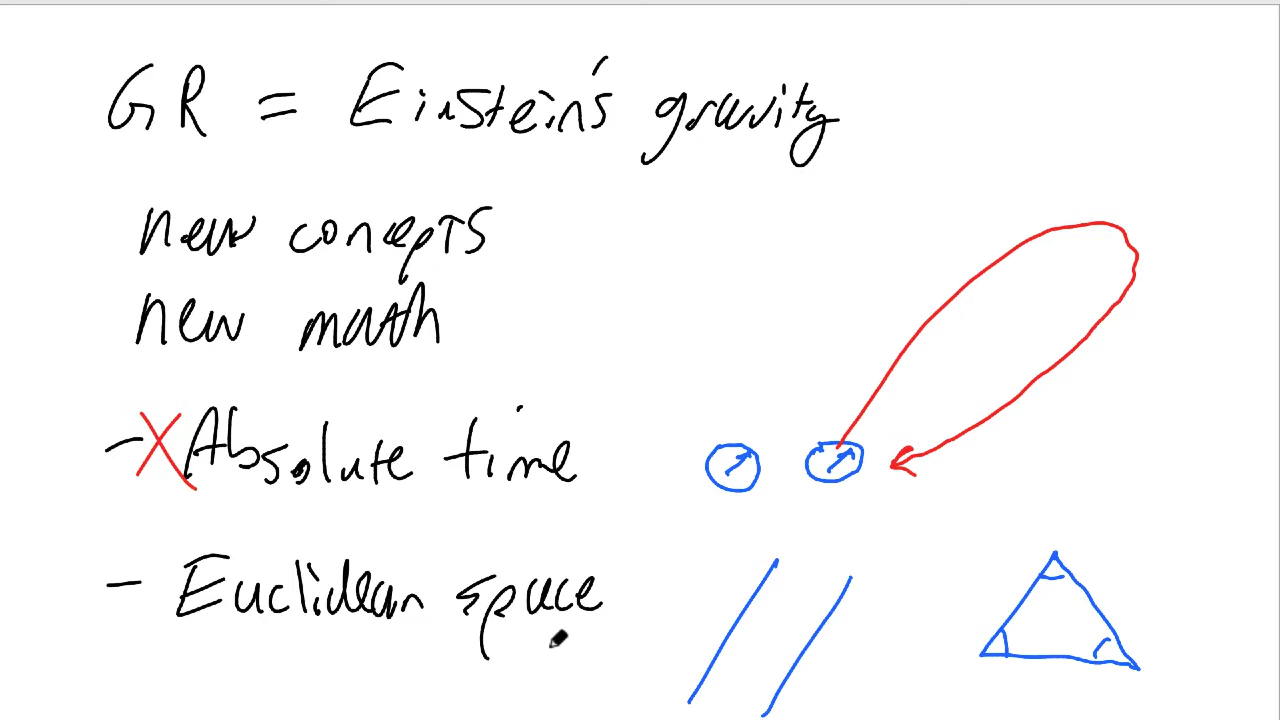 GR = Einstein's gravity
new concepts
new math
- Absolute time
- Euclidean space